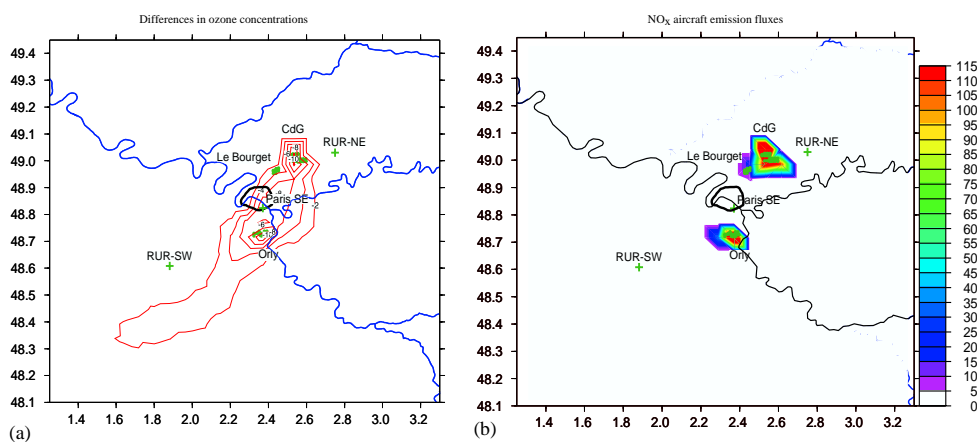 Differences in ozone concentrations
49.4
49.3
49.2
49.1
49.0
48.9
48.8
48.7
48.6
48.5
48.4
48.3
48.2
48.1
CdG
RUR-NE
Le Bourget
Paris SE
-2
Orly
RUR-SW
1.4 1.6 1.8 2.0 2.2 2.4 2.6 2.8 3.0 3.2
(a)
NOx aircraft emission fluxes
49.4
49.3
49.2
49.1
49.0
48.9
48.8
48.7
48.6
48.5
48.4
48.3
48.2
48.1
CdG
RUR-NE
Le Bourget
Paris SE
Orly
RUR-SW
1.4 1.6 1.8 2.0 2.2 2.4 2.6 2.8 3.0 3.2
(b)
115
110
105
100
95
90
85
80
75
70
65
60
55
50
45
40
35
30
25
20
15
10
5
0